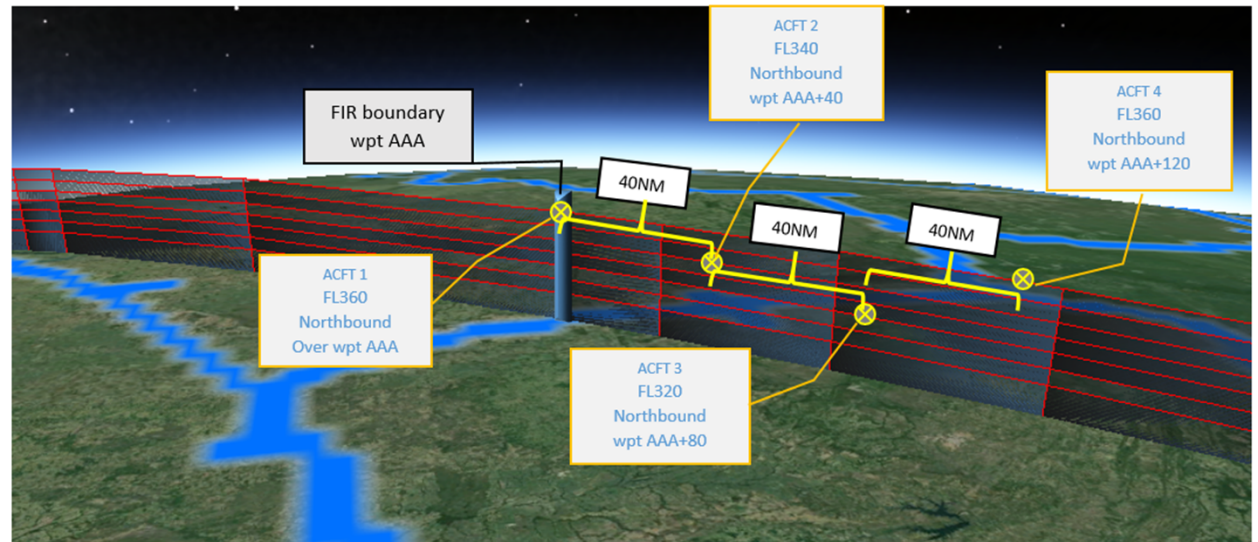 ACFT 2
FL340
Northbound
wpt AAA+40
ACFT 4
FL360
Northbound
wpt AAA+120
FIR boundary
wpt AAA
40NM
40NM
40NM
ACFT 1
FL360
Northbound
Over wpt AAA
ACFT 3
FL320
Northbound
wpt AAA+80